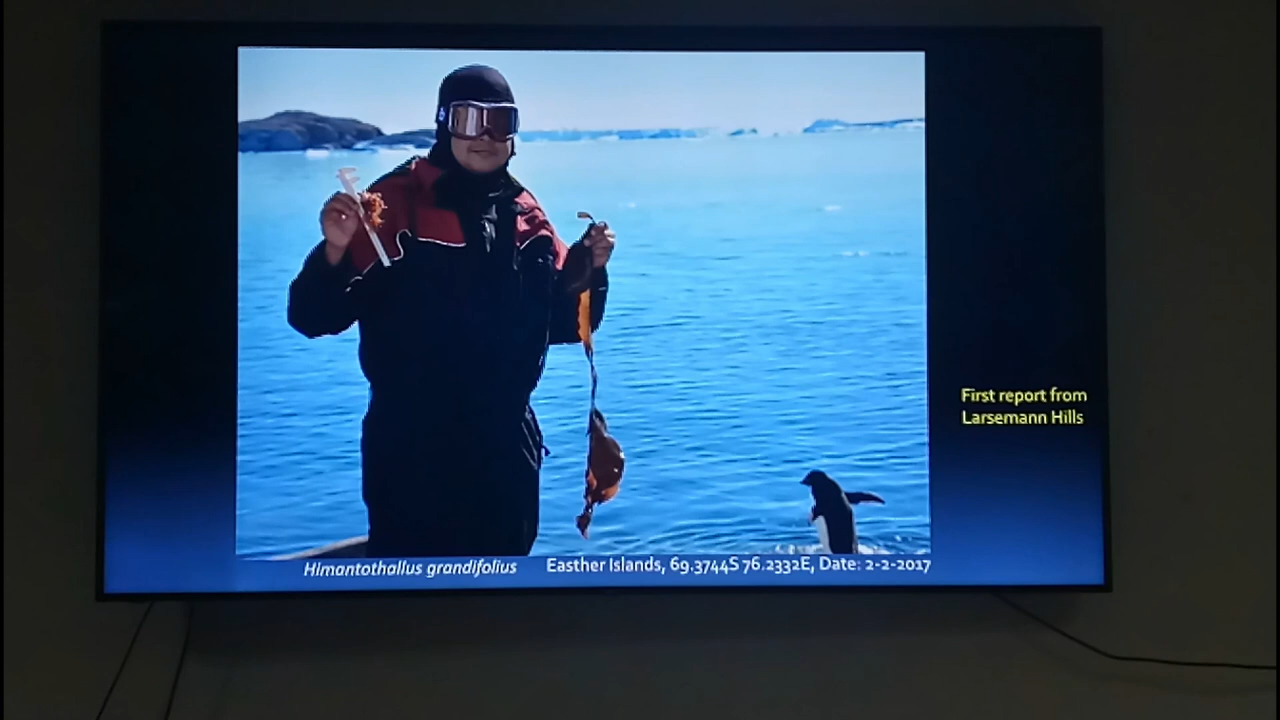 First report from
Larsemann Hills
Himantothallus grandifolius Easther Islands, 69.3744S 76.2332E, Date: 2-2-2017